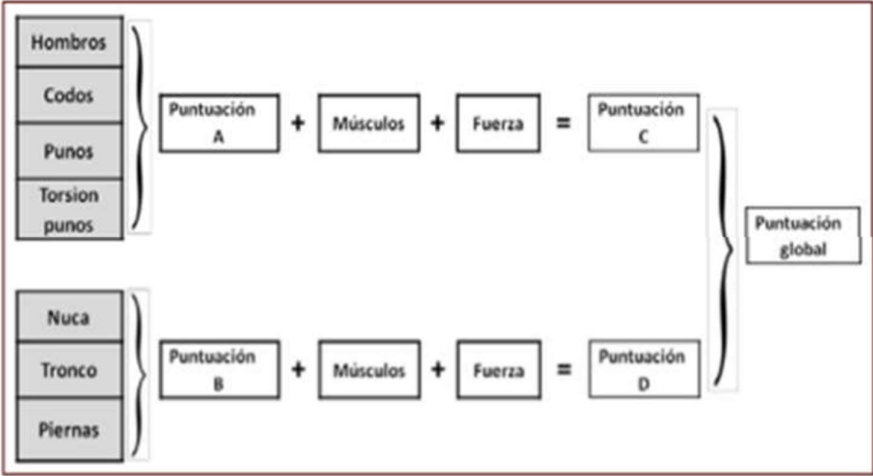 Hombros
Codos
Punos
Torsion
punos
Puntuación
A
+
Músculos
+
Fuerza
=
Puntuación
C
Nuca
Tronco
Piernas
Puntuación
B
+
Músculos
+
Fuerza
=
Puntuación
D
Puntuación
global